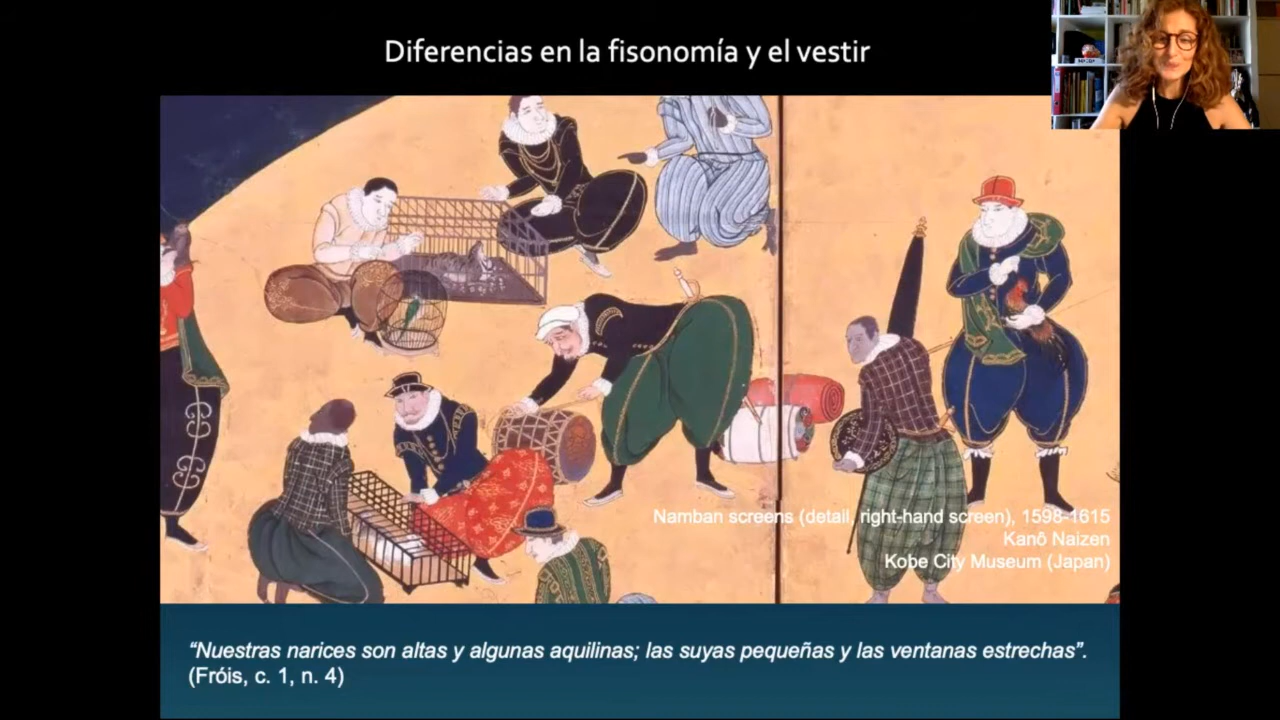 Diferencias en la fisonomía y el vestir
Namban screens (detail, right-hand screen), 1598-1615
Kanō Naizen
Kobe City Museum (Japan)
“Nuestras narices son altas y algunas aquilinas; las suyas pequeñas y las ventanas estrechas”.
(Fróis, c. 1, n. 4)